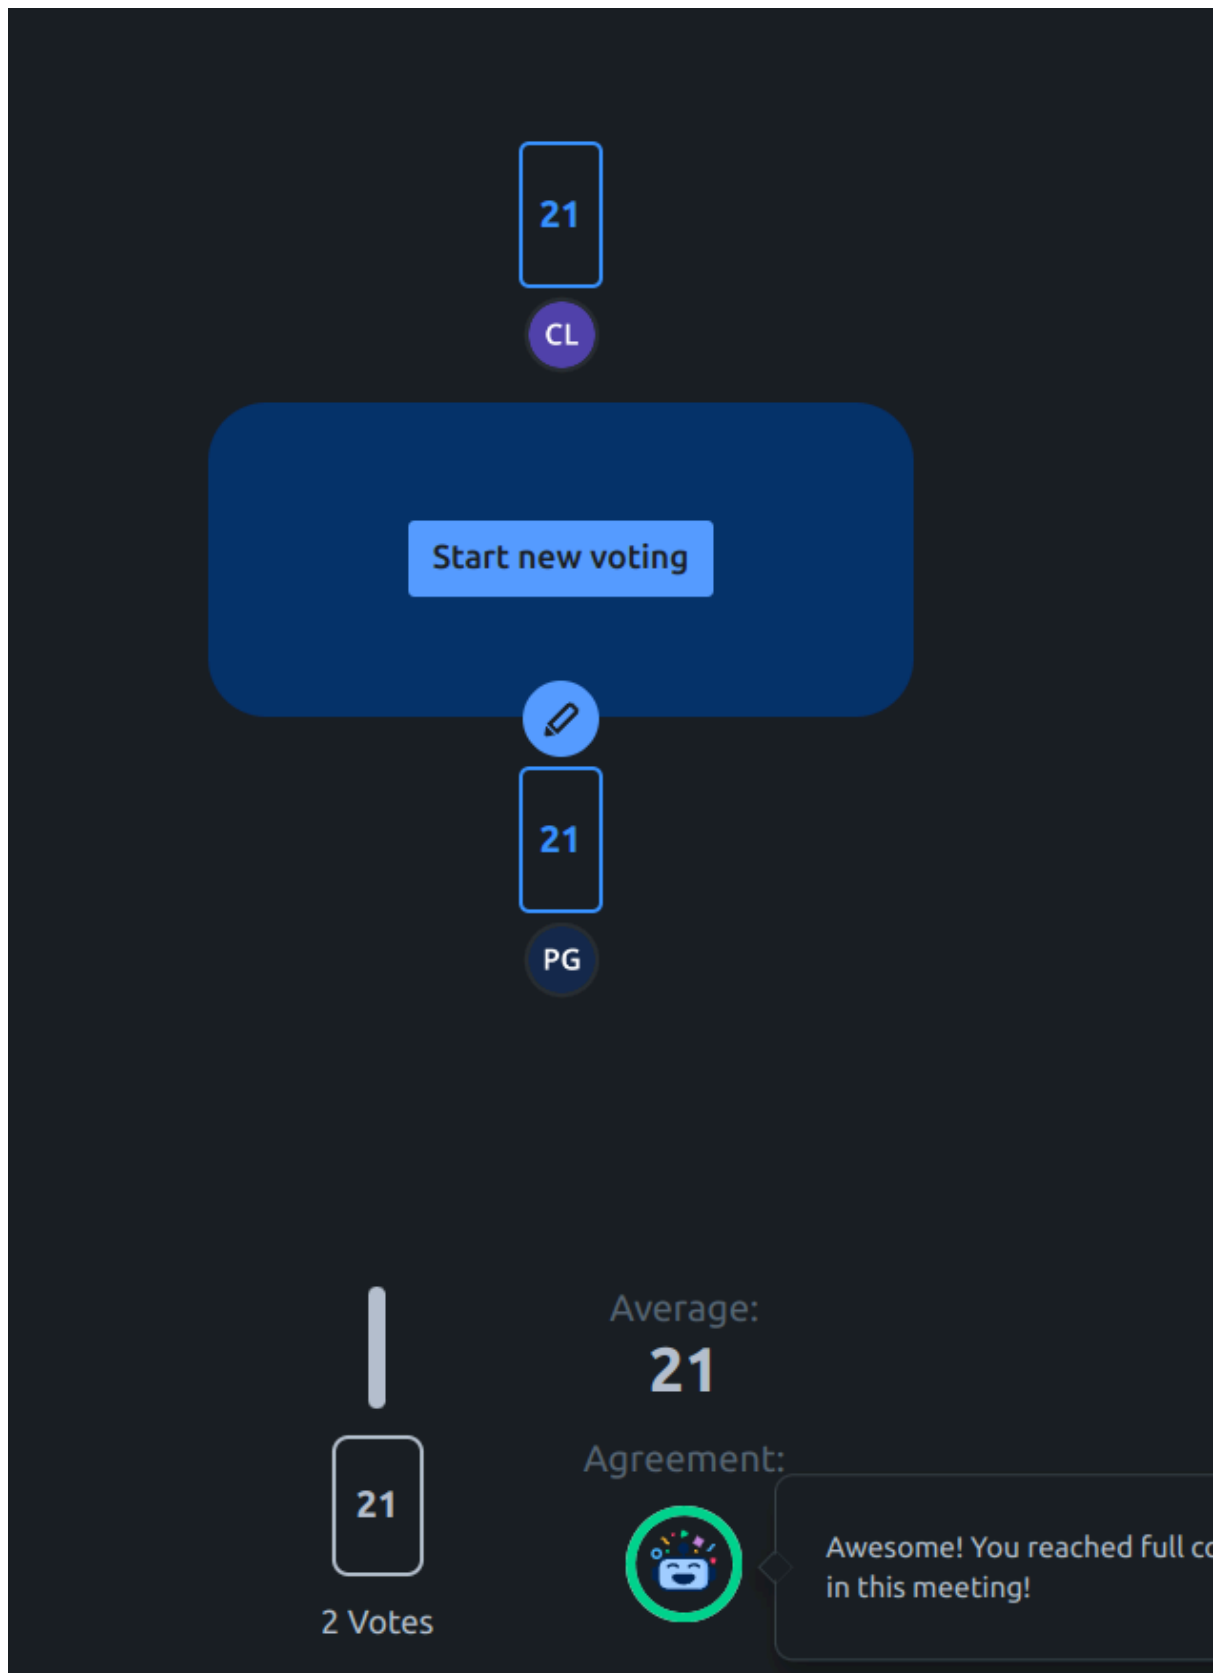 21
CL
Start new voting
21
PG
Average:
21
Agreement:
21
Awesome! You reached full
in this meeting!
2 Votes